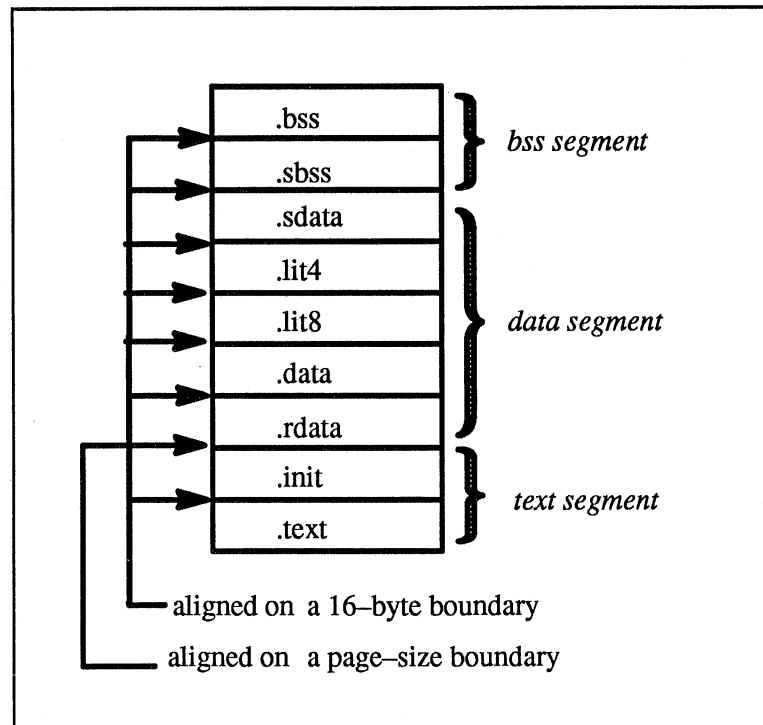 .bss
bss segment
.sbss
.sdata
.lit4
.lit8
data segment
.data
.rdata
.init
text segment
.text
aligned on a 16–byte boundary
aligned on a page–size boundary